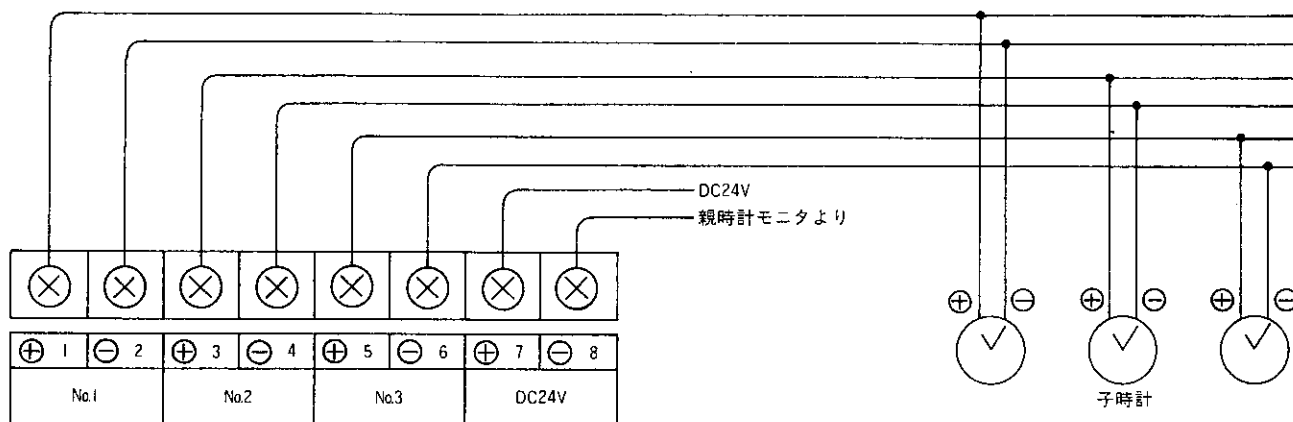 DC24V
親時計モニタより
⊕ ⊖ ⊕ ⊖ ⊕ ⊖
⊕ 1 ⊖ 2 ⊕ 3 ⊖ 4 ⊕ 5 ⊖ 6 ⊕ 7 ⊖ 8
No.1 No.2 No.3 DC24V
子時計